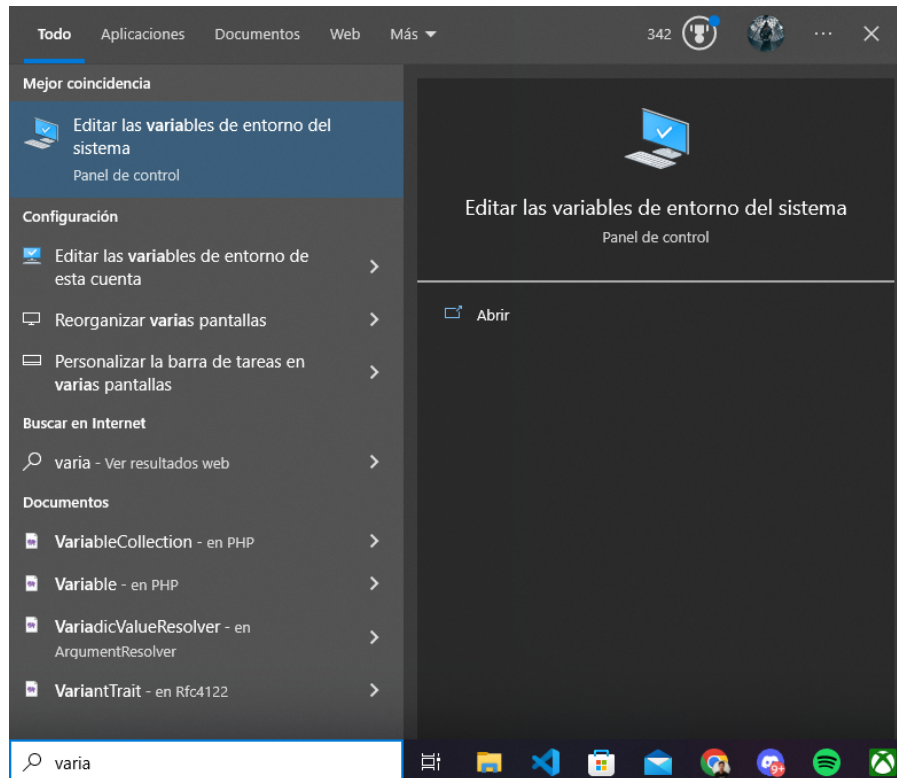 Todo Aplicaciones Documentos Web Más 342 ...
Mejor coincidencia
Editar las variables de entorno del
sistema
Panel de control
Configuración
Editar las variables de entorno de
esta cuenta
Reorganizar varias pantallas
Personalizar la barra de tareas en
varias pantallas
Buscar en Internet
varia - Ver resultados web
Documentos
VariableCollection - en PHP
Variable - en PHP
VariadicValueResolver - en
ArgumentResolver
VariantTrait - en Rfc4122
Editar las variables de entorno del sistema
Panel de control
Abrir
varia
9+